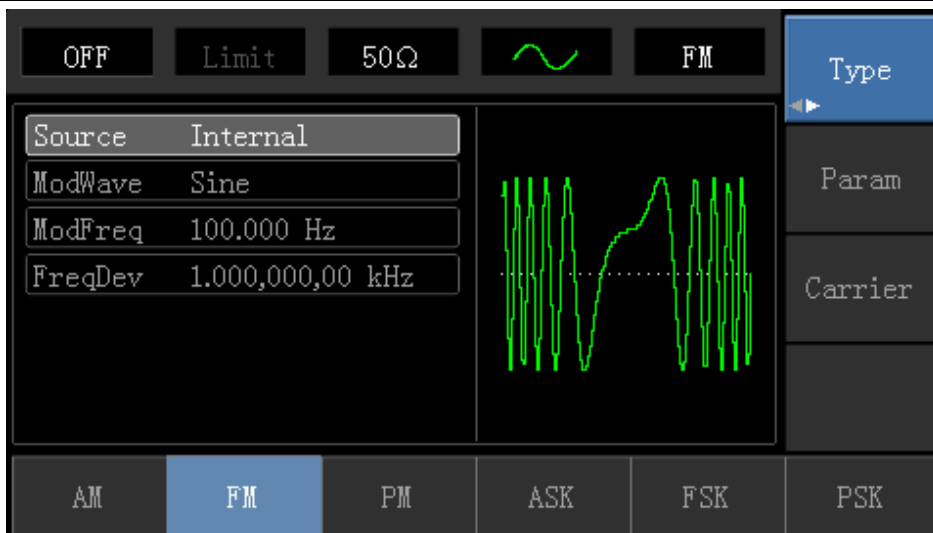 OFF Limit 50Ω FM Type
Source Internal
ModWave Sine
Param
ModFreq 100.000 Hz
FreqDev 1.000,000,00 kHz
Carrier
AM FM PM ASK FSK PSK